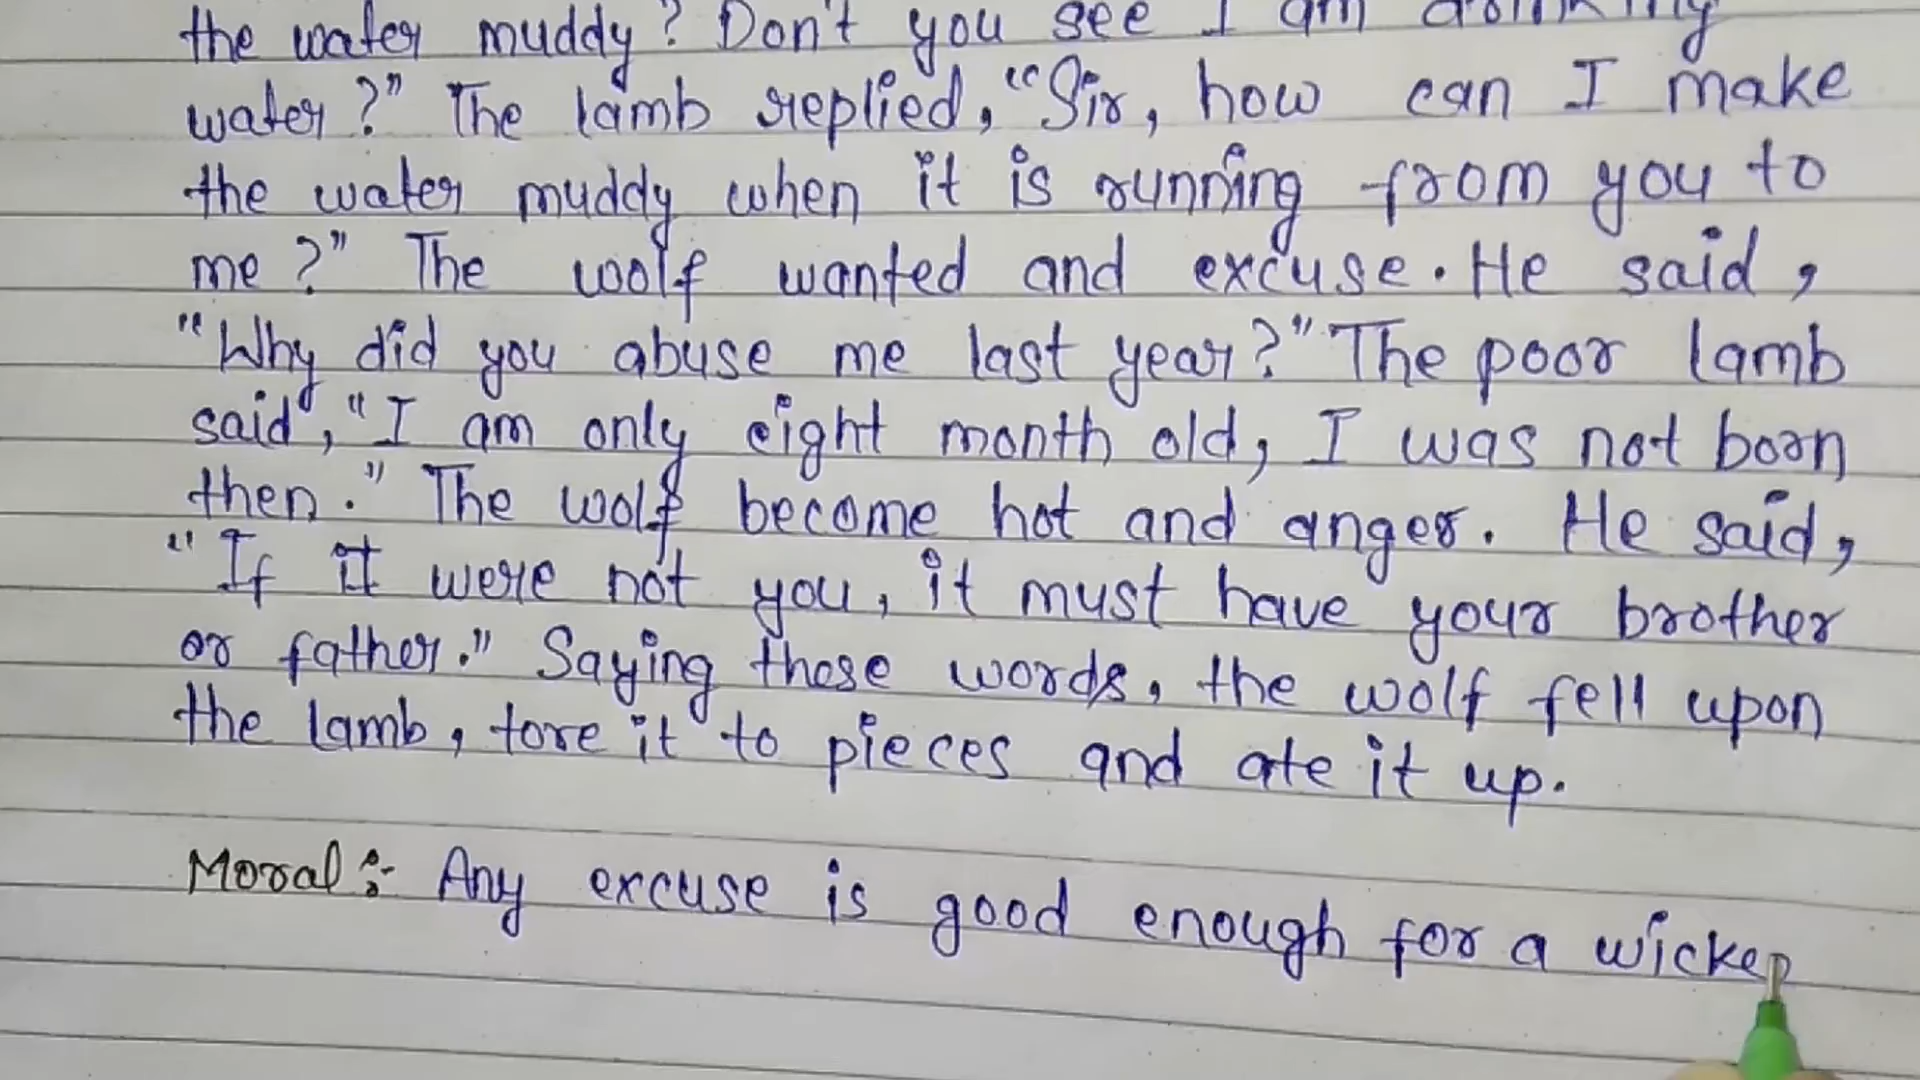 the water muddy? Don't you see I am drinking
water?" The lamb replied, "Sir, how can I make
the water muddy when it is running from you to
me?" The woolf wanted and excuse. He said,
"Why did you abuse me last year?" The poor lamb
said, "I am only eight month old, I was not born
then." The wolf become hot and anger. He said,
"If it were not you, it must have your brother
or father." Saying these words, the wolf fell upon
the lamb, tore it to pieces and ate it up.
Moral:- Any excuse is good enough for a wicke